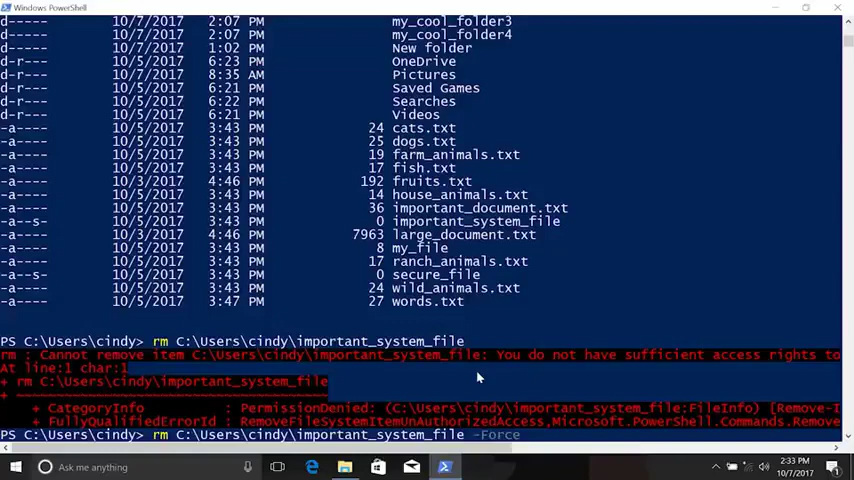 Windows PowerShell
d----- 10/7/2017 2:07 PM my_cool_folder3
d----- 10/7/2017 2:07 PM my_cool_folder4
d----- 10/7/2017 1:02 PM New folder
d-r--- 10/5/2017 6:23 PM OneDrive
d-r--- 10/7/2017 8:35 AM Pictures
d-r--- 10/5/2017 6:21 PM Saved Games
d-r--- 10/5/2017 6:22 PM Searches
d-r--- 10/5/2017 6:21 PM Videos
-a---- 10/5/2017 3:43 PM 24 cats.txt
-a---- 10/5/2017 3:43 PM 25 dogs.txt
-a---- 10/5/2017 3:43 PM 19 farm_animals.txt
-a---- 10/5/2017 3:43 PM 17 fish.txt
-a---- 10/3/2017 4:46 PM 192 fruits.txt
-a---- 10/5/2017 3:43 PM 14 house_animals.txt
-a---- 10/5/2017 3:43 PM 36 important_document.txt
-a--s- 10/5/2017 3:43 PM 0 important_system_file
-a---- 10/3/2017 4:46 PM 7963 large_document.txt
-a---- 10/5/2017 3:43 PM 8 my_file
-a---- 10/5/2017 3:43 PM 17 ranch_animals.txt
-a--s- 10/5/2017 3:43 PM 0 secure_file
-a---- 10/5/2017 3:43 PM 24 wild_animals.txt
-a---- 10/5/2017 3:47 PM 27 words.txt
PS C:\Users\cindy> rm C:\Users\cindy\important_system_file
rm : Cannot remove item C:\Users\cindy\important_system_file: You do not have sufficient access rights to
At line:1 char:1
+ rm C:\Users\cindy\important_system_file
+ ~~~~~~~~~~~~~~~~~~~~~~~~~~~~~~~~~~~~~~~
+ CategoryInfo : PermissionDenied: (C:\Users\cindy\important_system_file:FileInfo) [Remove-I
+ FullyQualifiedErrorId : RemoveFileSystemItemUnAuthorizedAccess,Microsoft.PowerShell.Commands.Remove
PS C:\Users\cindy> rm C:\Users\cindy\important_system_file -Force
Ask me anything
2:33 PM
10/7/2017